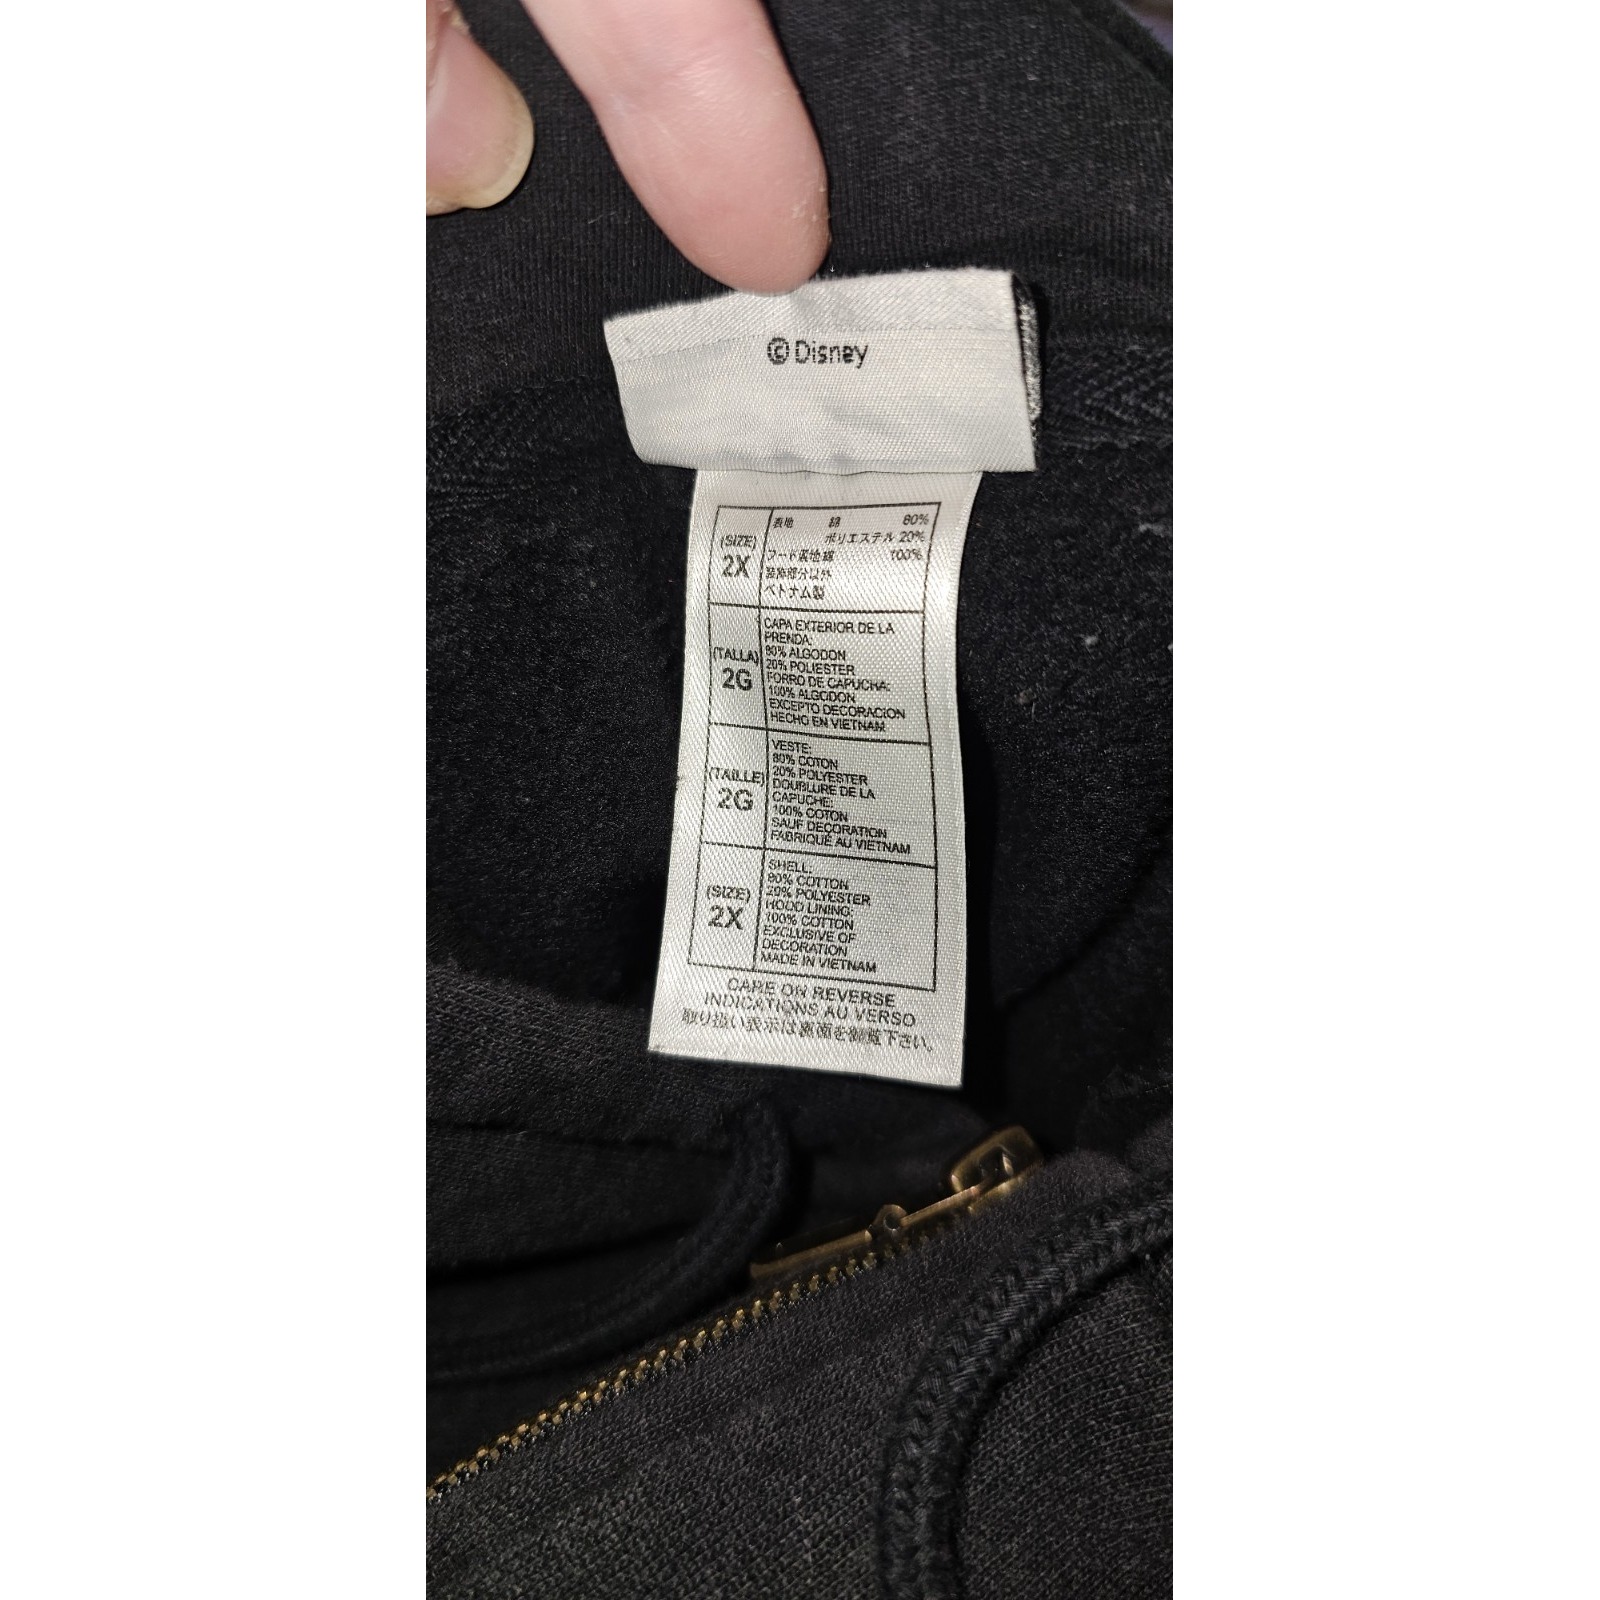 © Disney
(SIZE)
2X
表地 綿 80%
ポリエステル 20%
フード裏地綿 100%
装飾部分以外
ベトナム製
(TALLA)
2G
CAPA EXTERIOR DE LA
PRENDA:
80% ALGODON
20% POLIESTER
FORRO DE CAPUCHA:
100% ALGODON
EXCEPTO DECORACION
HECHO EN VIETNAM
(TAILLE)
2G
VESTE:
80% COTON
20% POLYESTER
DOUBLURE DE LA
CAPUCHE:
100% COTON
SAUF DECORATION
FABRIQUÉ AU VIETNAM
(SIZE)
2X
SHELL:
80% COTTON
20% POLYESTER
HOOD LINING:
100% COTTON
EXCLUSIVE OF
DECORATION
MADE IN VIETNAM
CARE ON REVERSE
INDICATIONS AU VERSO
取り扱い表示は裏面を御覧下さい。